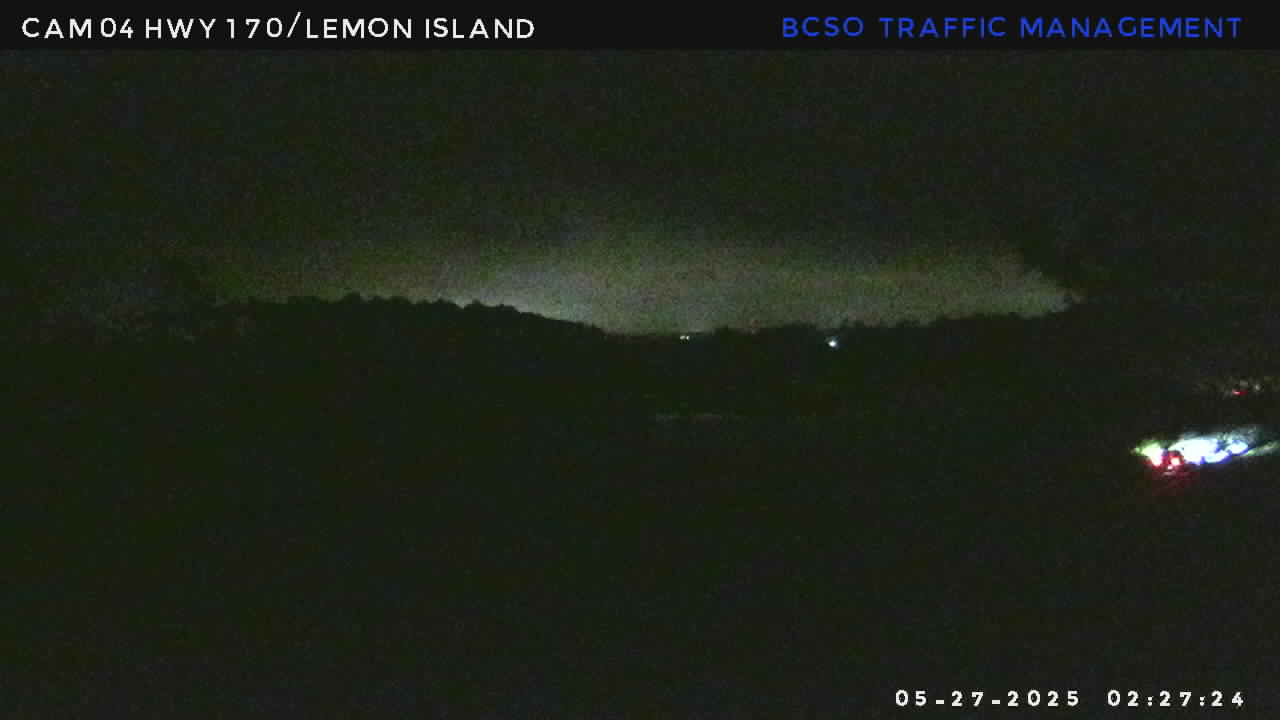 CAM04 HWY 170/LEMON ISLAND
BCSO TRAFFIC MANAGEMENT
05-27-2025 02:27:24